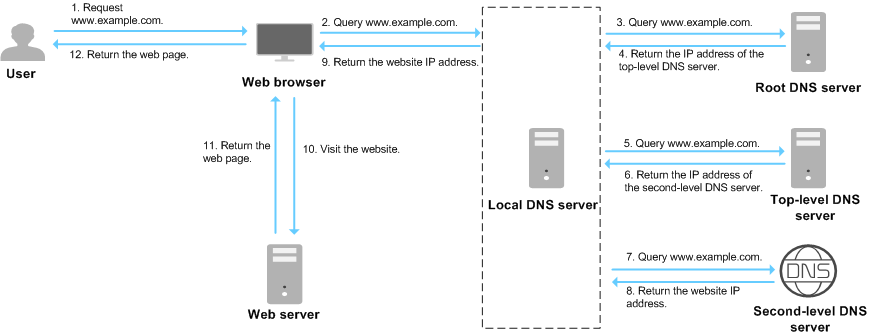 1. Request
www.example.com.
12. Return the web page.
User
Web browser
2. Query www.example.com.
9. Return the website IP address.
3. Query www.example.com.
4. Return the IP address of the
top-level DNS server.
Root DNS server
11. Return the
web page.
10. Visit the website.
Local DNS server
5. Query www.example.com.
6. Return the IP address of
the second-level DNS server.
Top-level DNS
server
Web server
7. Query www.example.com.
8. Return the website IP
address.
DNS
Second-level DNS
server